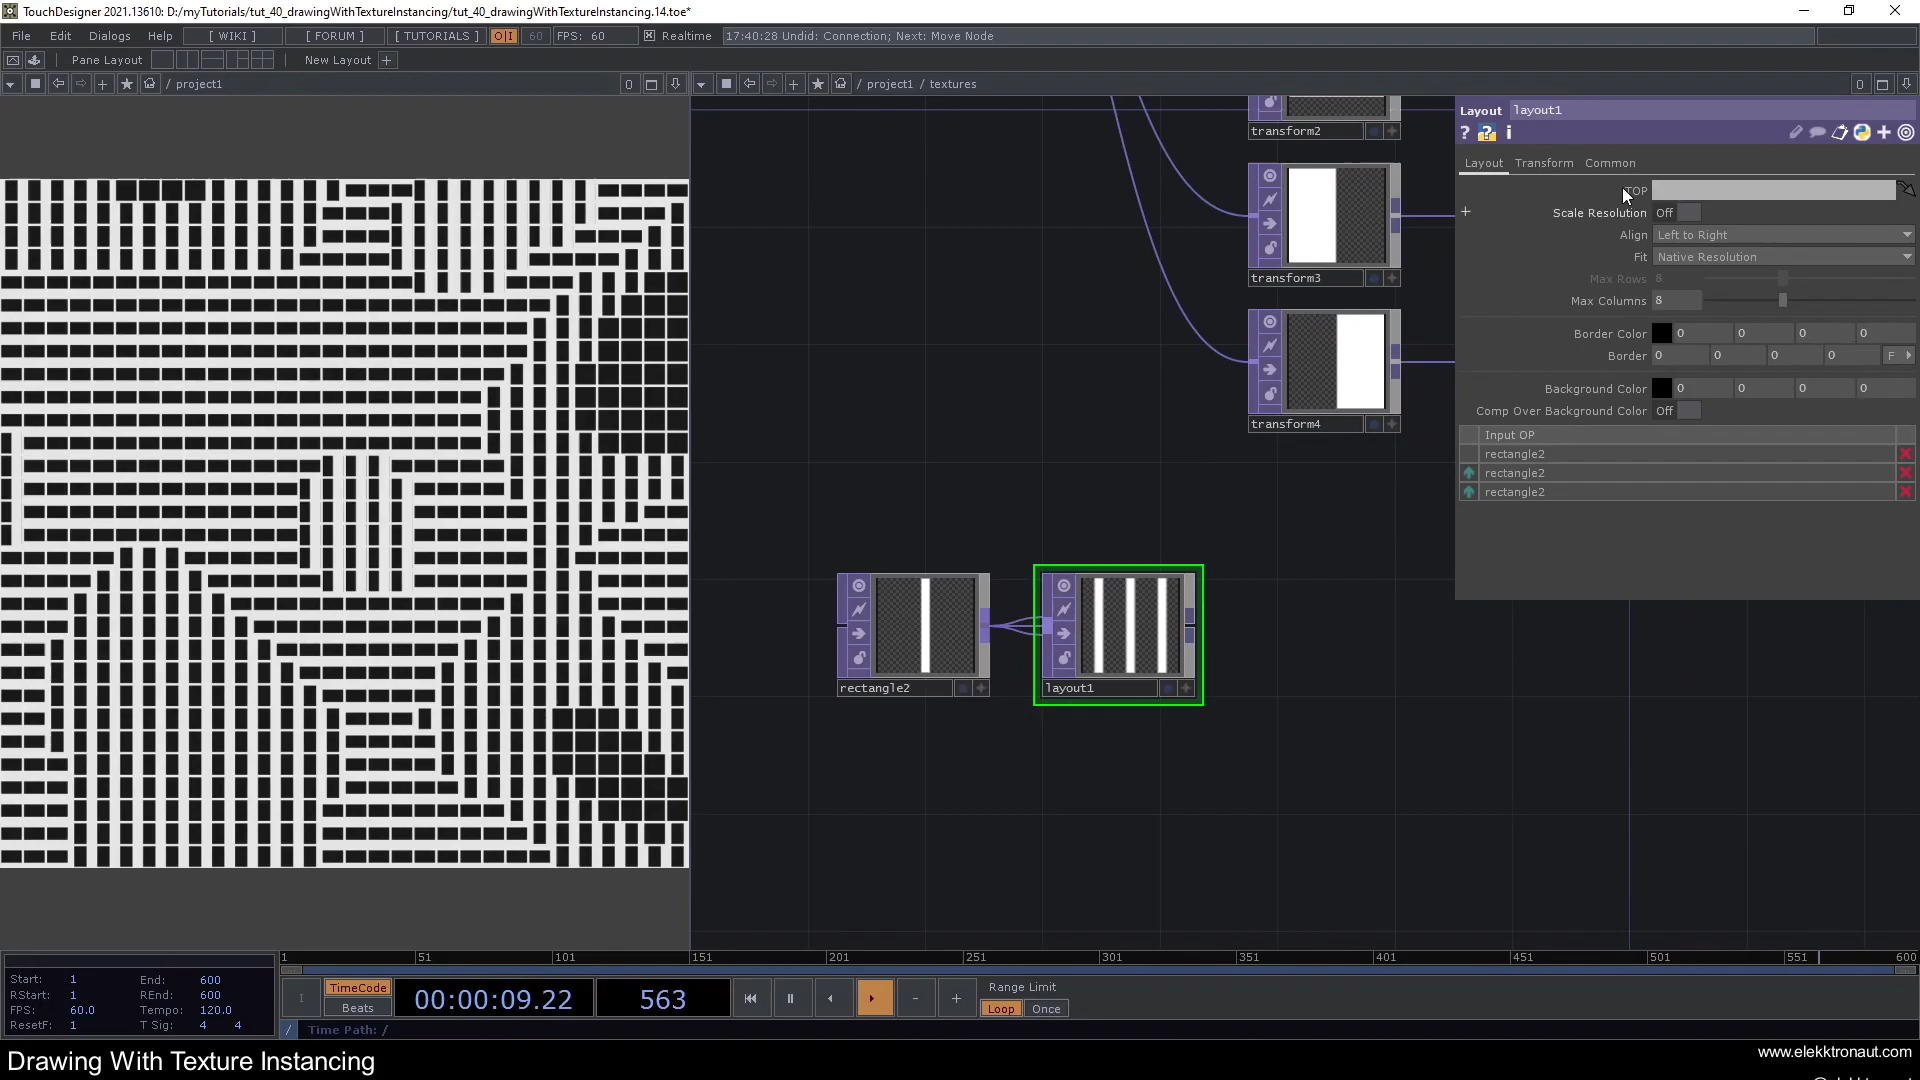 TouchDesigner 2021.13610: D:/myTutorials/tut_40_drawingWithTextureInstancing/tut_40_drawingWithTextureInstancing.14.toe*
File Edit Dialogs Help [ WIKI ] [ FORUM ] [ TUTORIALS ] O|I 60 FPS: 60 Realtime 17:40:28 Undid: Connection; Next: Move Node
Pane Layout New Layout +
/ project1 0 / project1 / textures 0
Layout layout1
transform2
? ? i
Layout Transform Common
TOP
Scale Resolution Off
Align Left to Right
Fit Native Resolution
transform3
Max Rows 8
Max Columns 8
Border Color 0 0 0 0
Border 0 0 0 0 F
Background Color 0 0 0 0
Comp Over Background Color Off
transform4
Input OP
rectangle2
rectangle2
rectangle2
rectangle2 layout1
1 51 101 151 201 251 301 351 401 451 501 551 600
Start: 1 End: 600
RStart: 1 REnd: 600
FPS: 60.0 Tempo: 120.0
ResetF: 1 T Sig: 4 4
I TimeCode Beats 00:00:09.22 563 - + Range Limit
Loop Once
/ Time Path: /
Drawing With Texture Instancing
www.elekktronaut.com